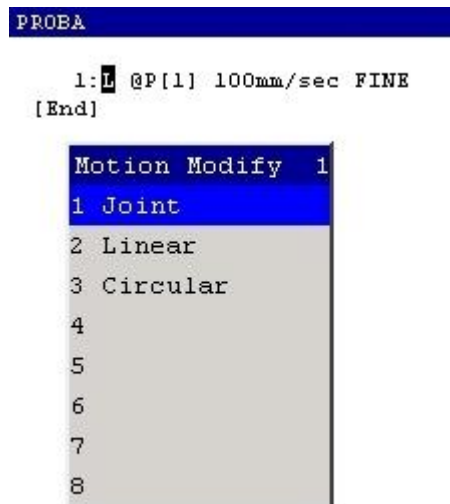 PROBA
1:L @P[1] 100mm/sec FINE
[End]
Motion Modify 1
1 Joint
2 Linear
3 Circular
4
5
6
7
8